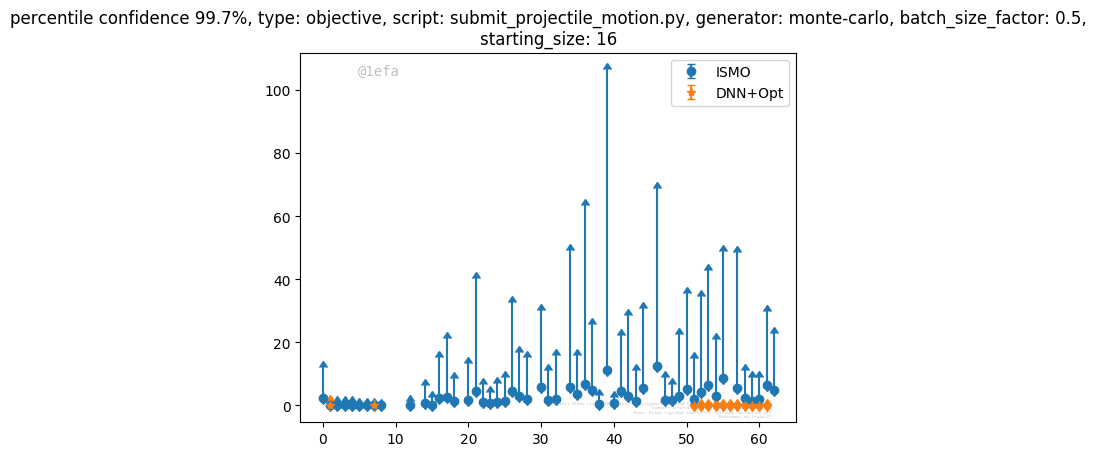 percentile confidence 99.7%, type: objective, script: submit_projectile_motion.py, generator: monte-carlo, batch_size_factor: 0.5,
starting_size: 16
@1efa
ISMO
DNN+Opt
100
80
60
40
20
0
0 10 20 30 40 50 60